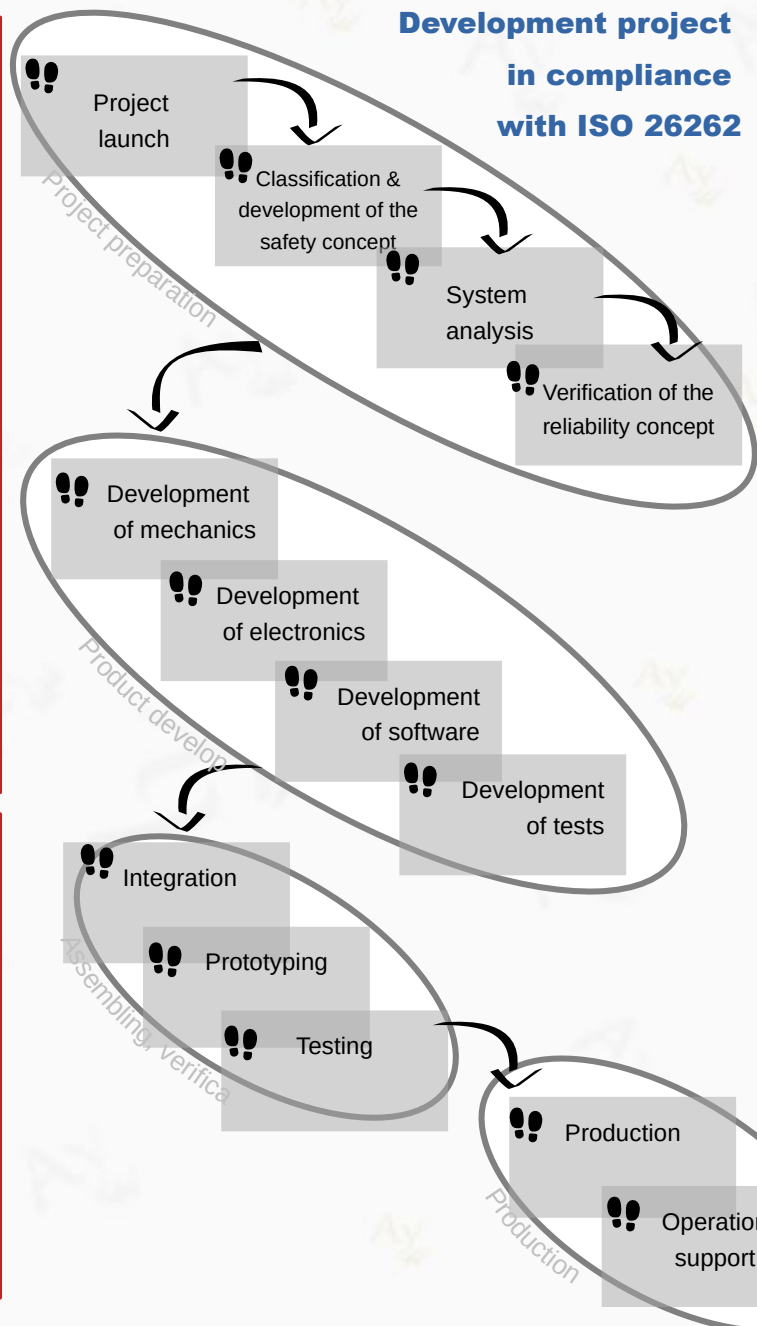 Development project
in compliance
with ISO 26262
Project
launch
Classification &
development of the
safety concept
System
analysis
Verification of the
reliability concept
Project preparation
Development
of mechanics
Development
of electronics
Development
of software
Development
of tests
Product develop
Integration
Prototyping
Testing
Assembling, verifica
Production
Operation
support
Production